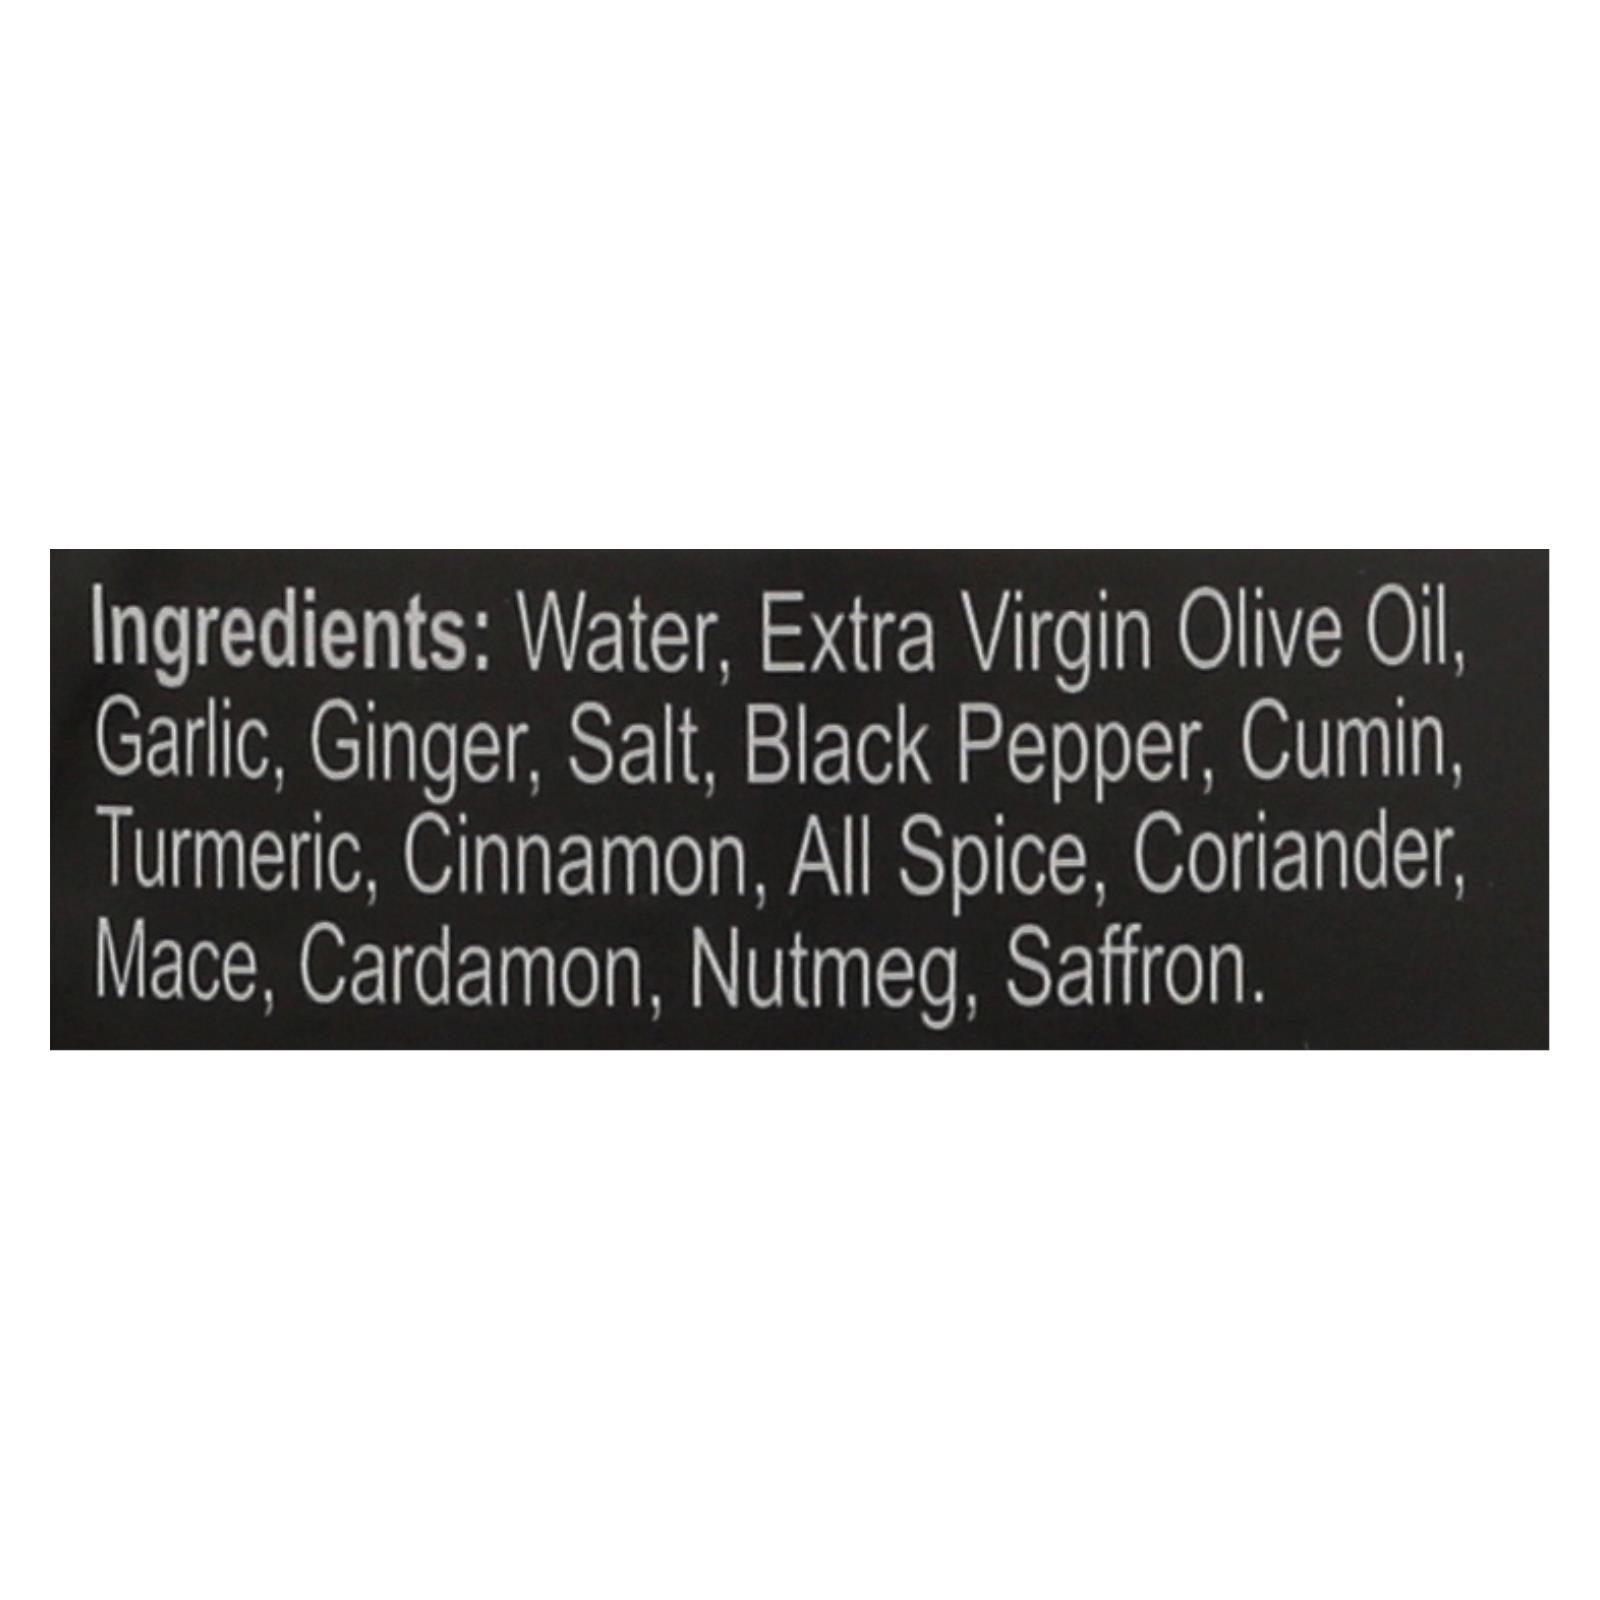 Ingredients: Water, Extra Virgin Olive Oil,
Garlic, Ginger, Salt, Black Pepper, Cumin,
Turmeric, Cinnamon, All Spice, Coriander,
Mace, Cardamon, Nutmeg, Saffron.